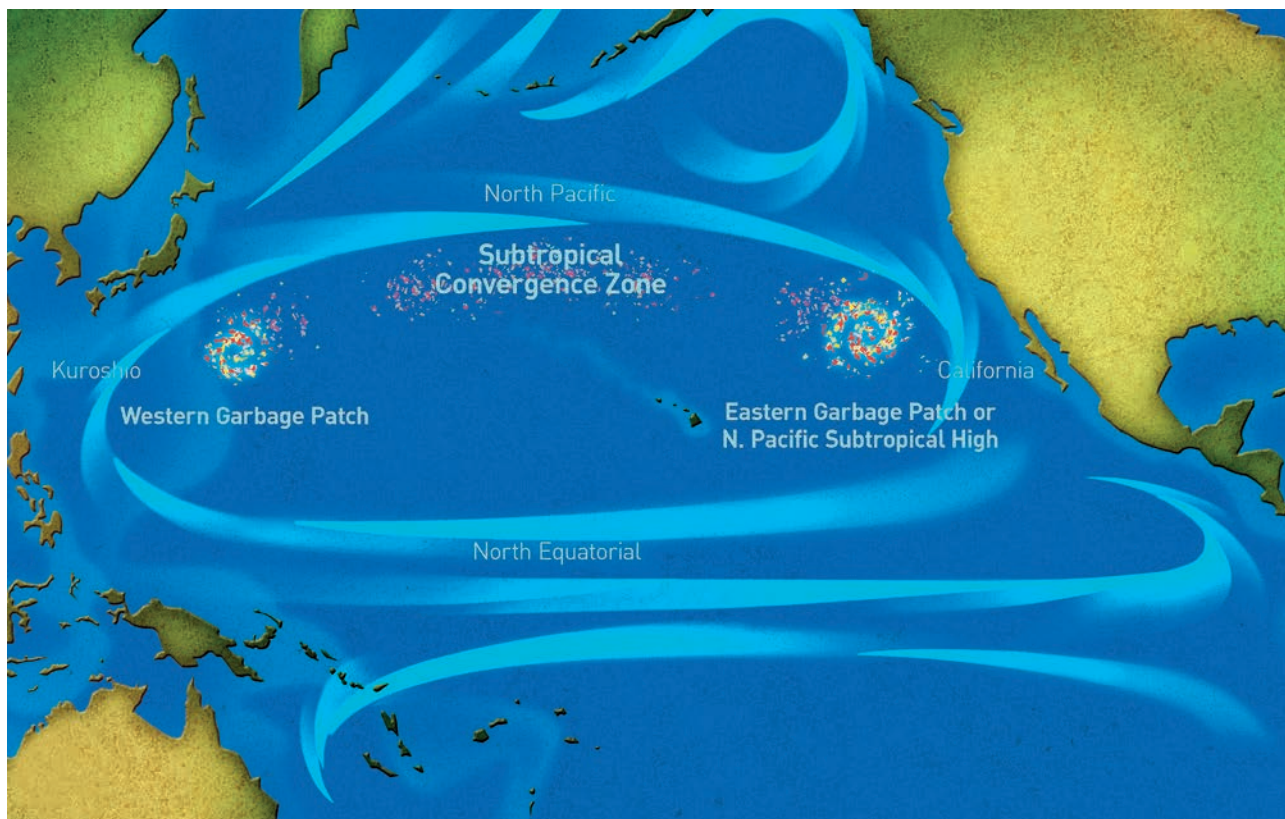 North Pacific
Subtropical
Convergence Zone
Kuroshio
California
Western Garbage Patch
Eastern Garbage Patch or
N. Pacific Subtropical High
North Equatorial